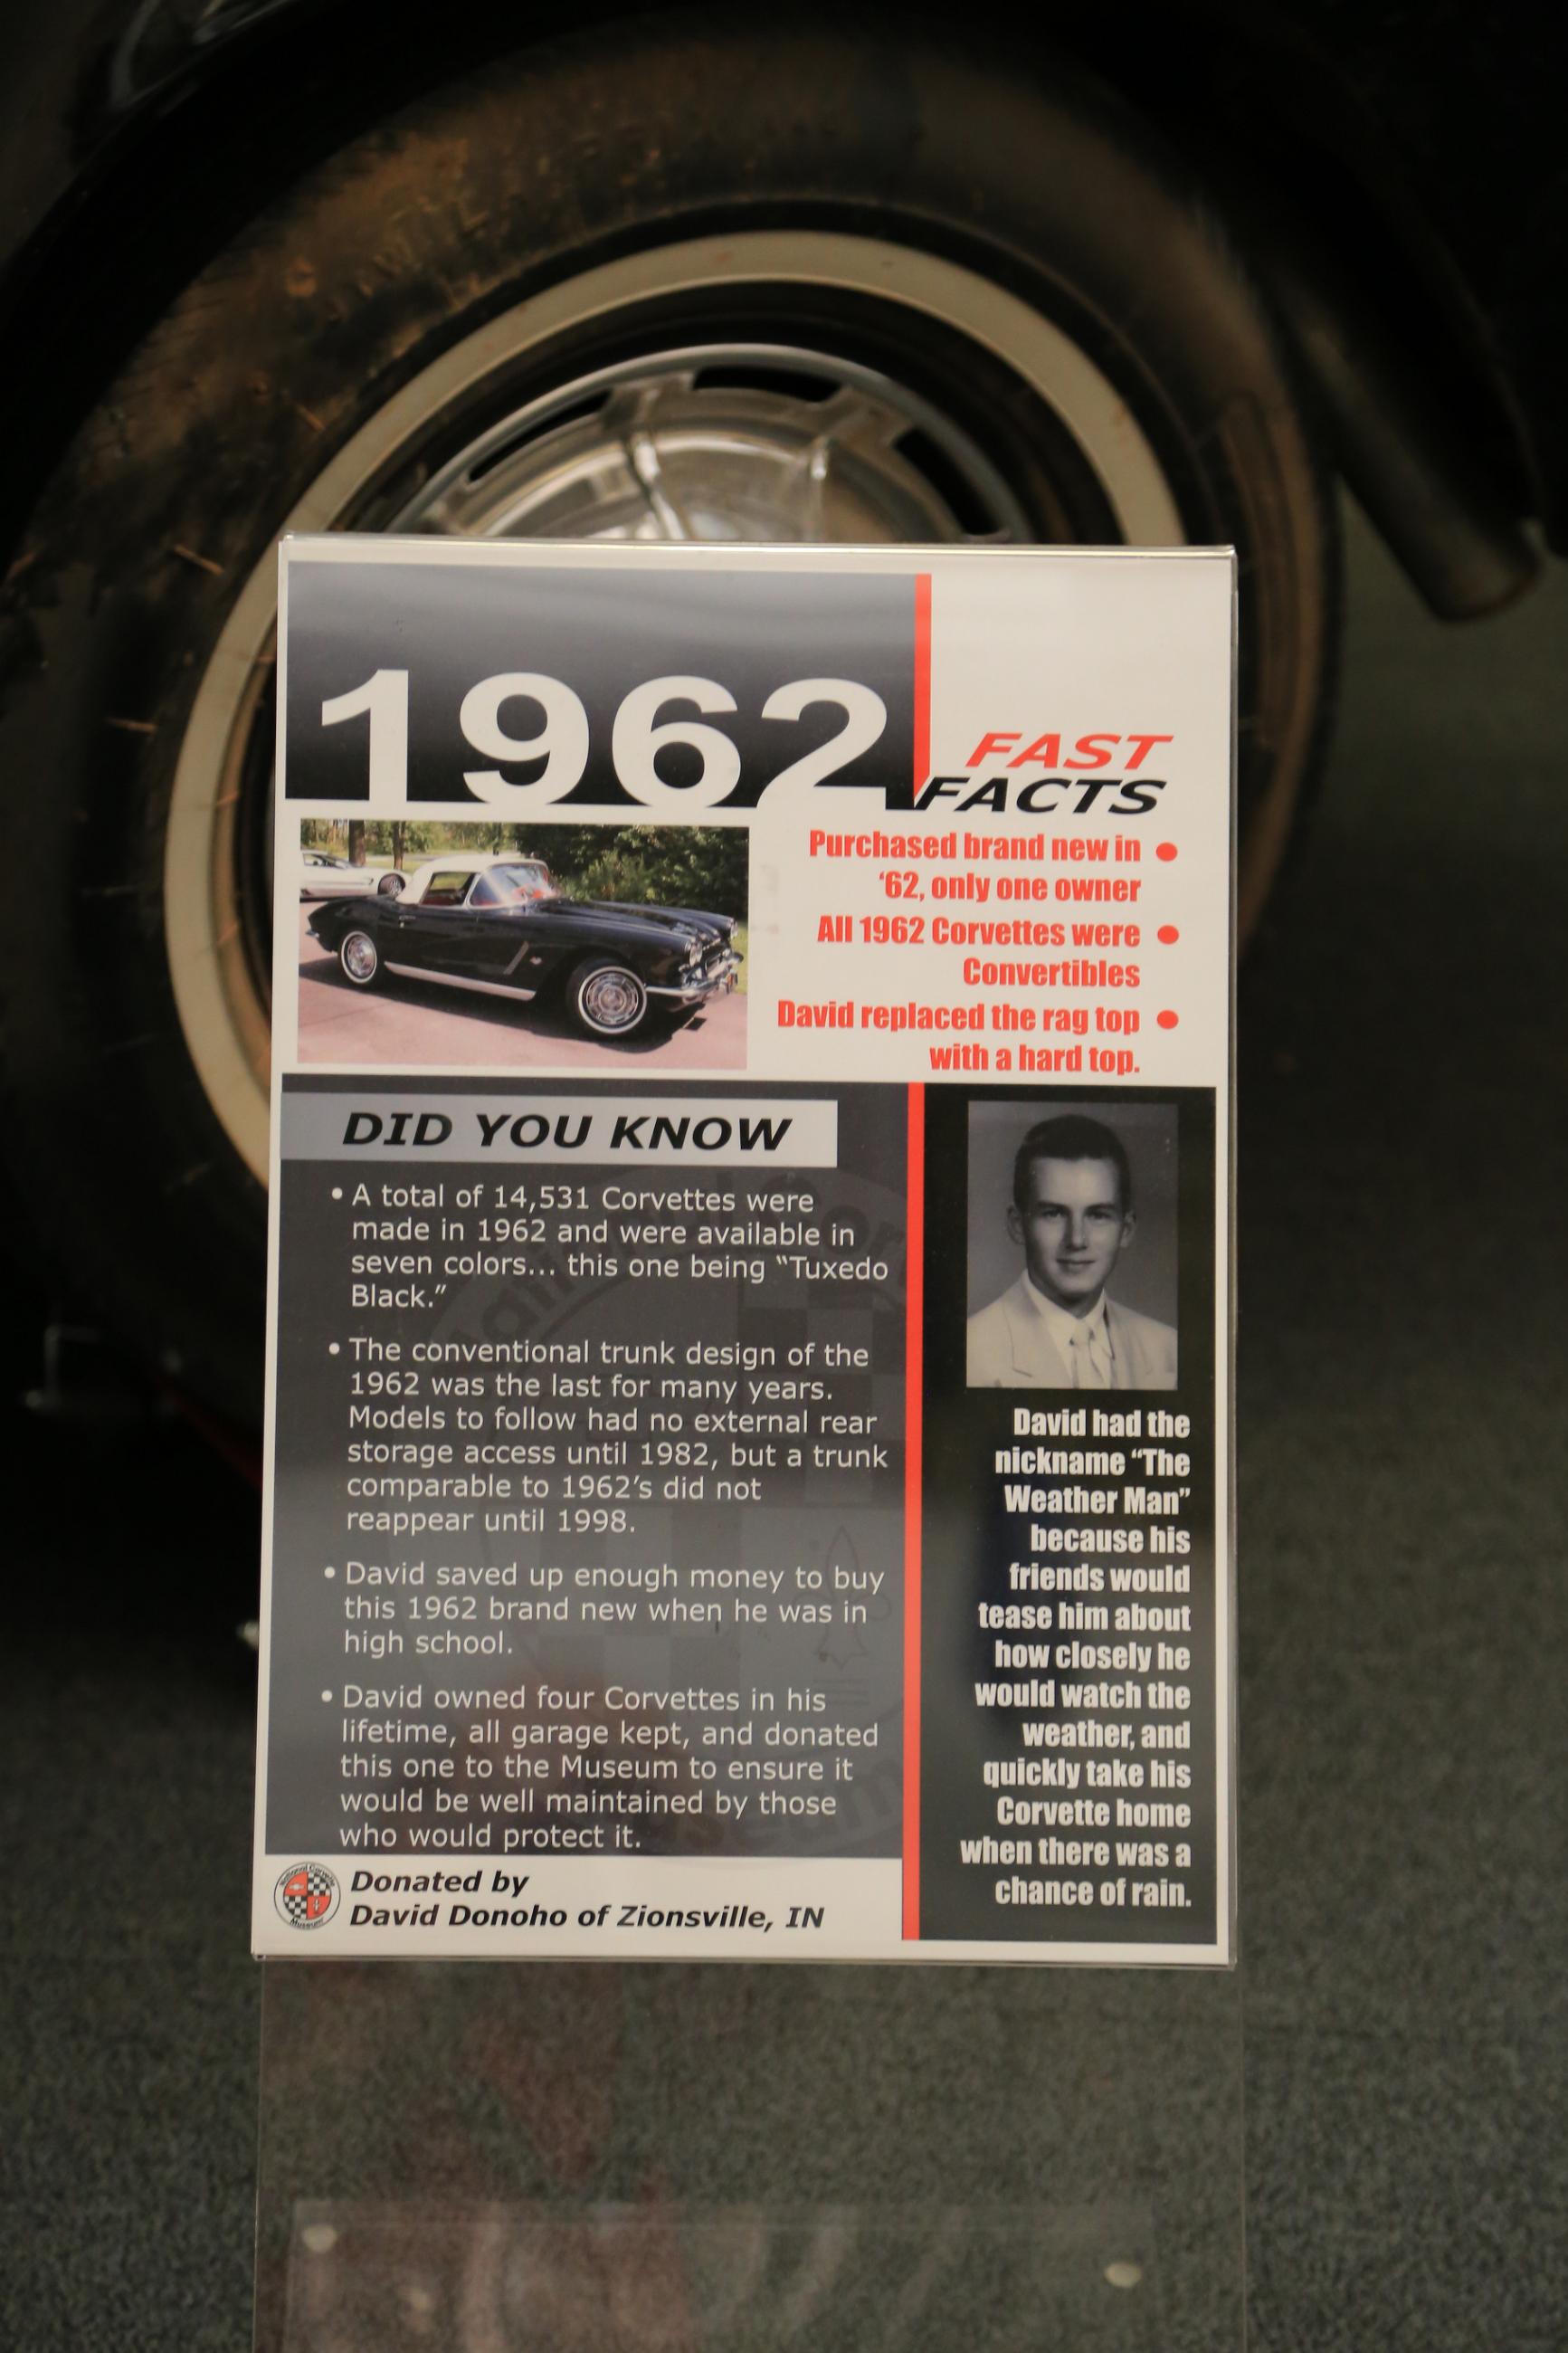 1962
FAST
FACTS
Purchased brand new in
‘62, only one owner
All 1962 Corvettes were
Convertibles
David replaced the rag top
with a hard top.
DID YOU KNOW
• A total of 14,531 Corvettes were
made in 1962 and were available in
seven colors... this one being “Tuxedo
Black.”
• The conventional trunk design of the
1962 was the last for many years.
Models to follow had no external rear
storage access until 1982, but a trunk
comparable to 1962’s did not
reappear until 1998.
• David saved up enough money to buy
this 1962 brand new when he was in
high school.
• David owned four Corvettes in his
lifetime, all garage kept, and donated
this one to the Museum to ensure it
would be well maintained by those
who would protect it.
David had the
nickname “The
Weather Man”
because his
friends would
tease him about
how closely he
would watch the
weather, and
quickly take his
Corvette home
when there was a
chance of rain.
National Corvette
Museum
Donated by
David Donoho of Zionsville, IN